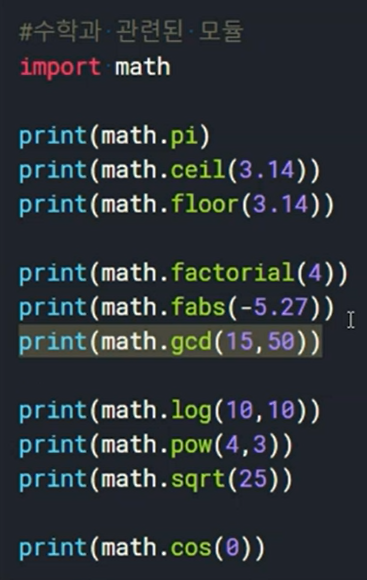 #수학과 관련된 모듈
import math
print(math.pi)
print(math.ceil(3.14))
print(math.floor(3.14))
print(math.factorial(4))
print(math.fabs(-5.27))
print(math.gcd(15,50))
print(math.log(10,10))
print(math.pow(4,3))
print(math.sqrt(25))
print(math.cos(0))